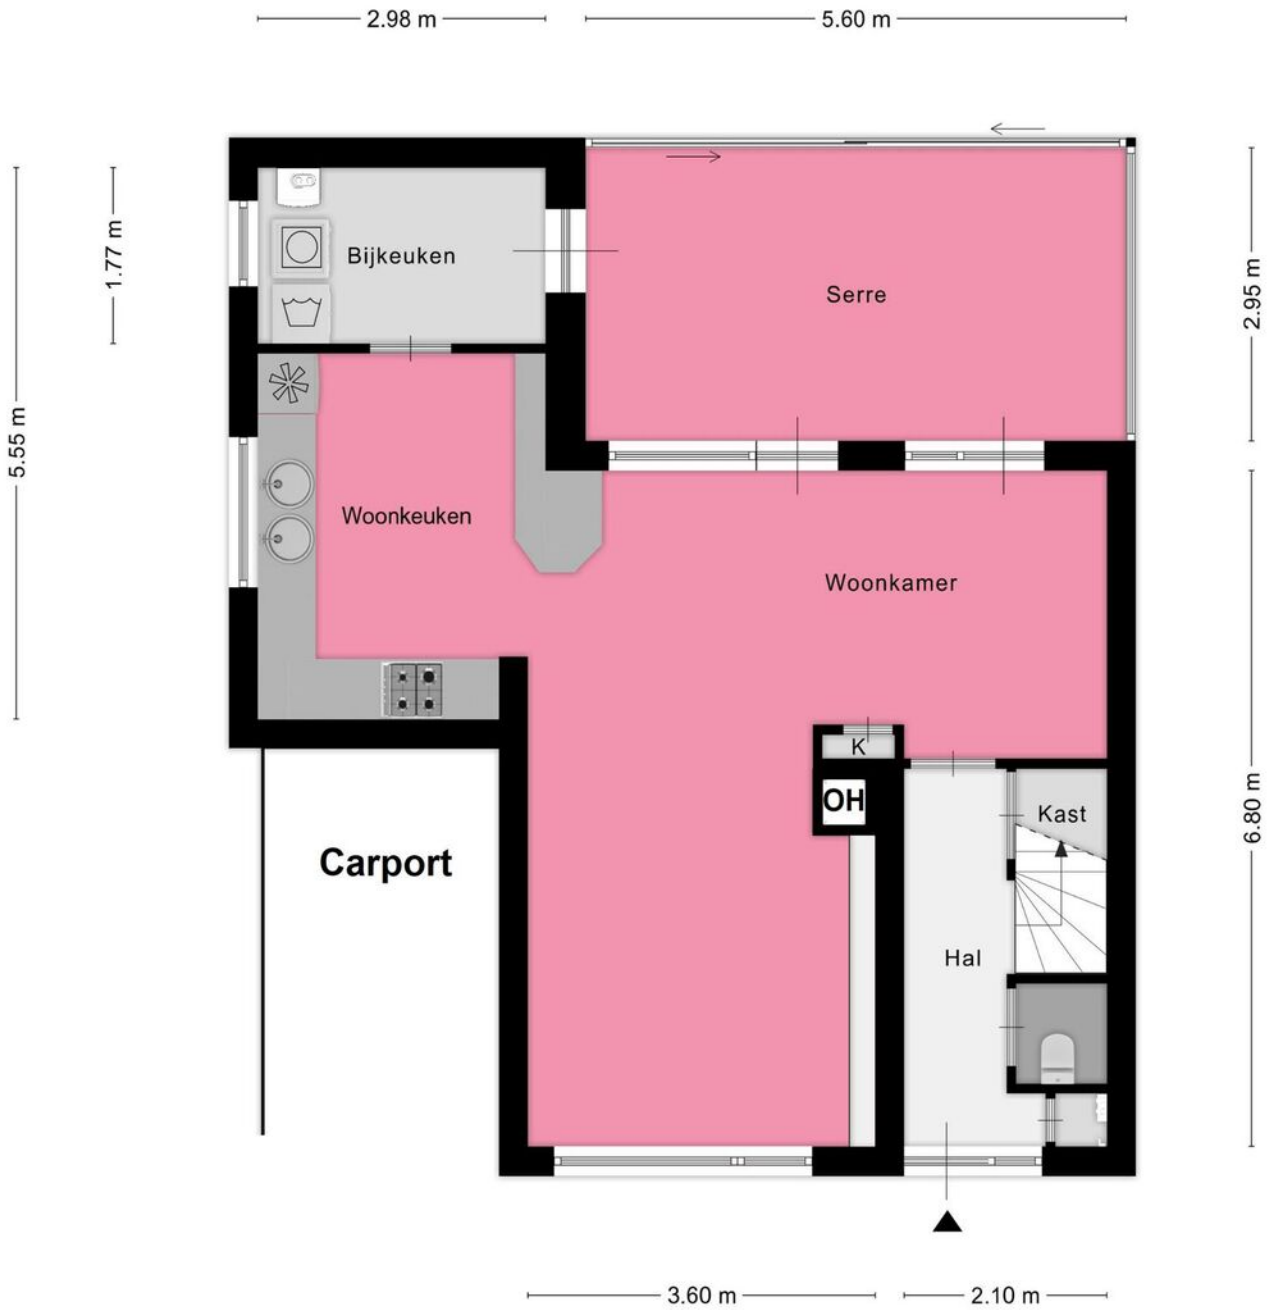 2.98 m
5.60 m
1.77 m
5.55 m
2.95 m
Bijkeuken
Serre
Woonkeuken
Woonkamer
K
OH
Kast
Carport
Hal
6.80 m
3.60 m
2.10 m